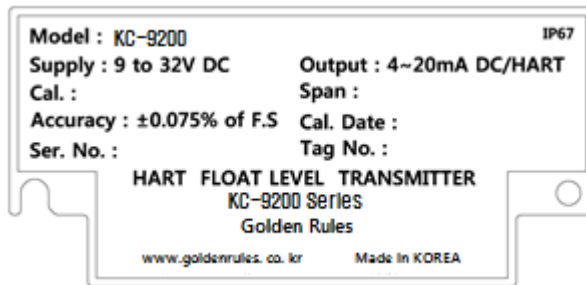 Model : KC-9200 IP67
Supply : 9 to 32V DC Output : 4~20mA DC/HART
Cal. : Span :
Accuracy : ±0.075% of F.S Cal. Date :
Ser. No. : Tag No. :
HART FLOAT LEVEL TRANSMITTER
KC-9200 Series
Golden Rules
www.goldenrules. co. kr Made In KOREA